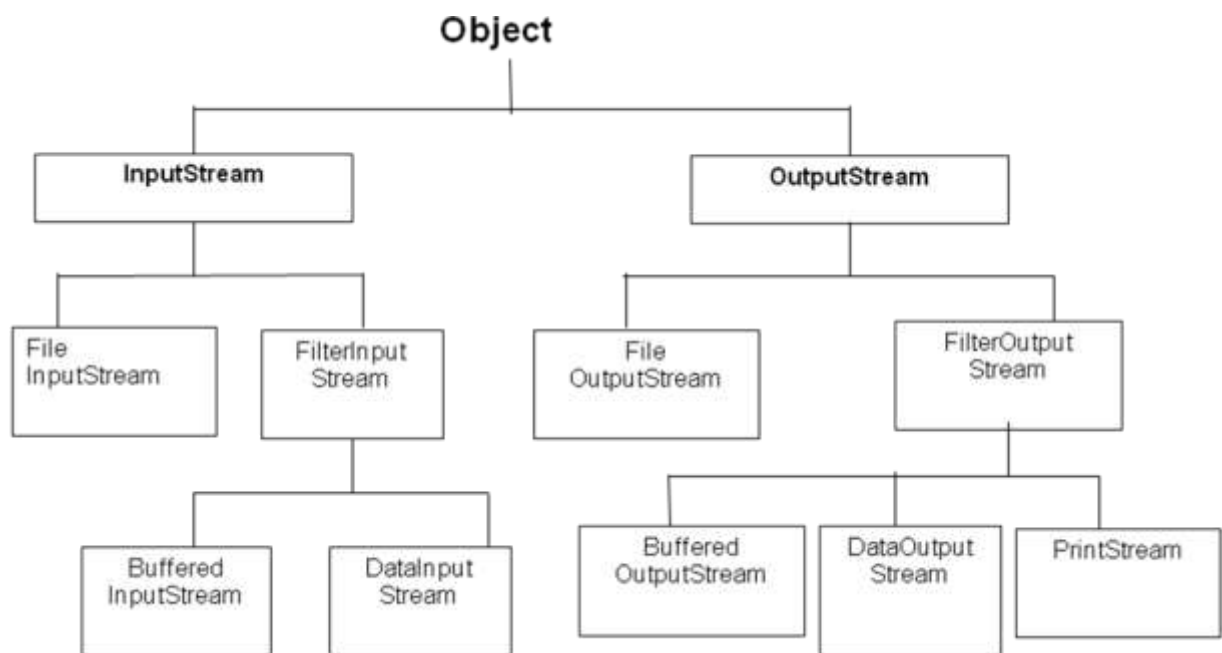 Object
InputStream
OutputStream
File
InputStream
FilterInput
Stream
File
OutputStream
FilterOutput
Stream
Buffered
InputStream
DataInput
Stream
Buffered
OutputStream
DataOutput
Stream
PrintStream